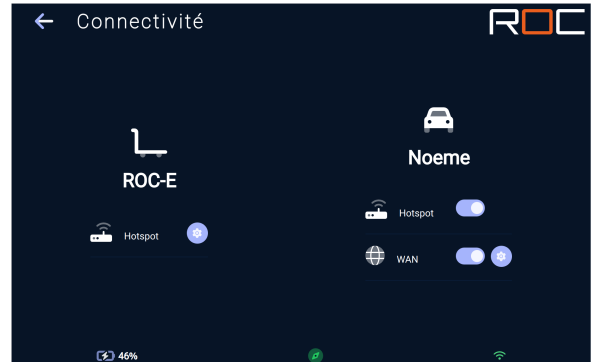 Connectivité
ROC
ROC-E
Hotspot
Noeme
Hotspot
WAN
46%